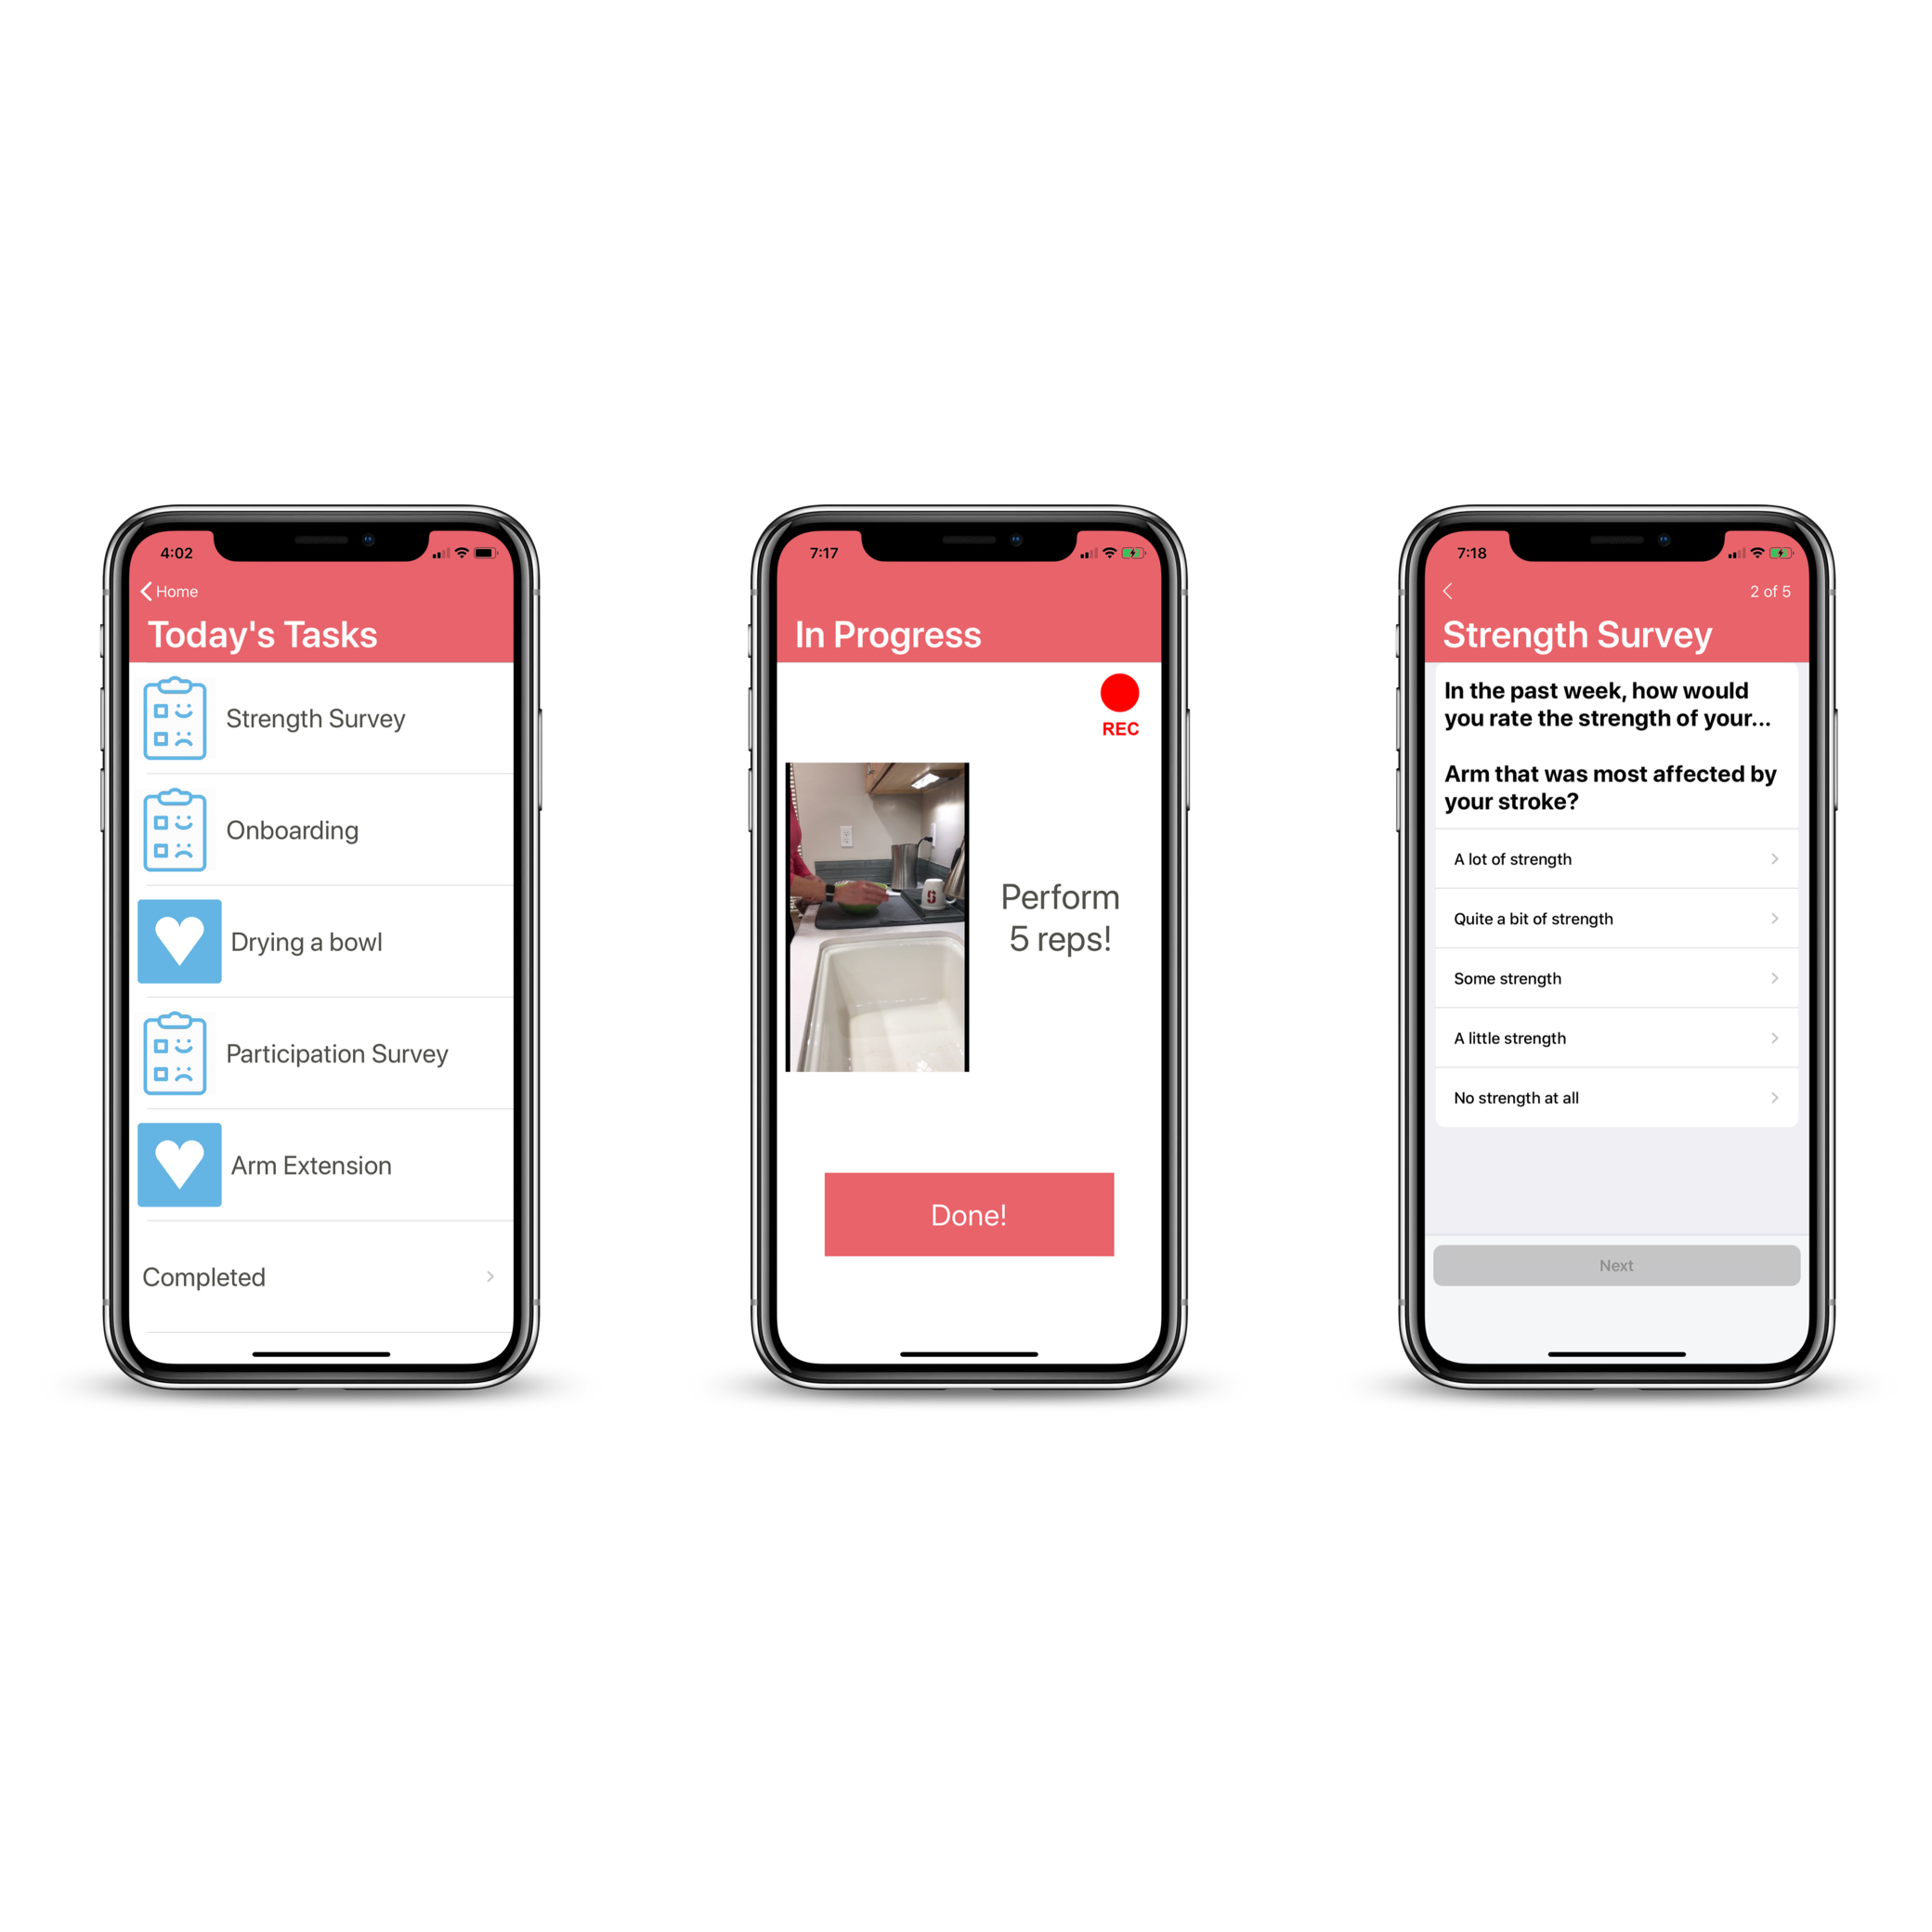 4:02
Home
Today's Tasks
Strength Survey
Onboarding
Drying a bowl
Participation Survey
Arm Extension
Completed
7:17
In Progress
REC
S
Perform
5 reps!
Done!
7:18
2 of 5
Strength Survey
In the past week, how would
you rate the strength of your...
Arm that was most affected by
your stroke?
A lot of strength
Quite a bit of strength
Some strength
A little strength
No strength at all
Next